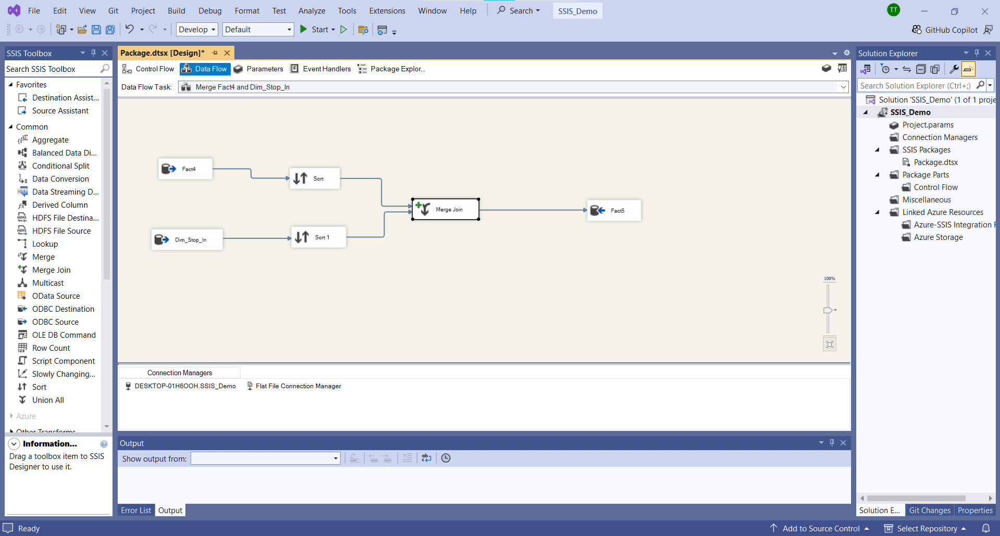 File Edit View Git Project Build Debug Format Test Analyze Tools Extensions Window Help Search SSIS_Demo TT
Develop Default Start GitHub Copilot
SSIS Toolbox
Search SSIS Toolbox
Favorites
Destination Assist...
Source Assistant
Common
Aggregate
Balanced Data Di...
Conditional Split
Data Conversion
Data Streaming D...
Derived Column
HDFS File Destina...
HDFS File Source
Lookup
Merge
Merge Join
Multicast
OData Source
ODBC Destination
ODBC Source
OLE DB Command
Row Count
Script Component
Slowly Changing...
Sort
Union All
Azure
Other Transforms
Information...
Drag a toolbox item to SSIS
Designer to use it.
Package.dtsx [Design]*
Control Flow Data Flow Parameters Event Handlers Package Explor...
Data Flow Task: Merge Fact4 and Dim_Stop_In
Fact4
Sort
Merge Join
Fact5
Dim_Stop_In
Sort 1
100%
Connection Managers
DESKTOP-01H6OOH.SSIS_Demo Flat File Connection Manager
Output
Show output from:
Error List Output
Solution Explorer
Search Solution Explorer (Ctrl+;)
Solution 'SSIS_Demo' (1 of 1 proje
SSIS_Demo
Project.params
Connection Managers
SSIS Packages
Package.dtsx
Package Parts
Control Flow
Miscellaneous
Linked Azure Resources
Azure-SSIS Integration
Azure Storage
Solution E... Git Changes Properties
Ready Add to Source Control Select Repository